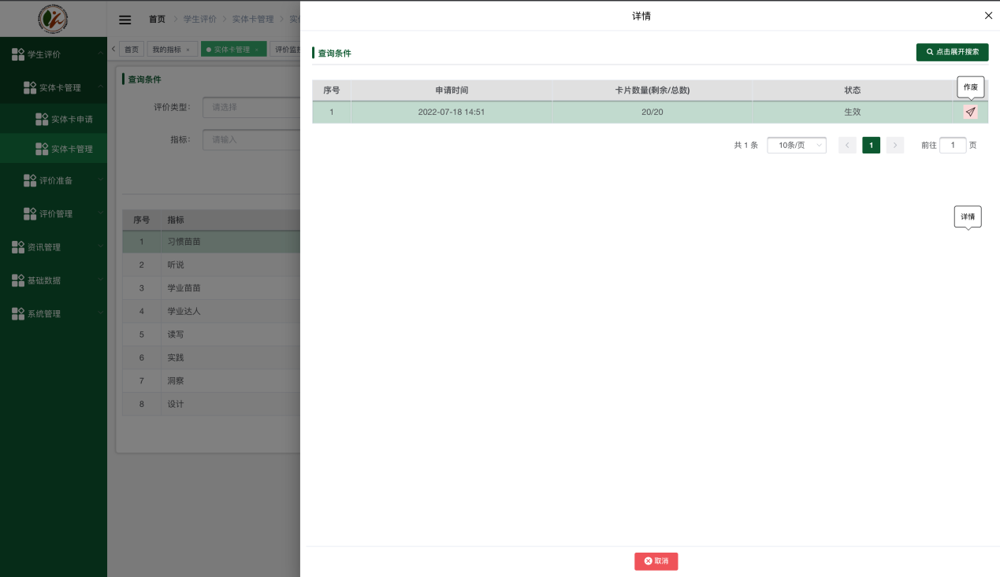 首页 学生评价 实体卡管理
详情
首页 我的指标 实体卡管理 评价监
学生评价
实体卡管理
实体卡申请
实体卡管理
评价准备
评价管理
资讯管理
基础数据
系统管理
查询条件
评价类型： 请选择
指标： 请输入
序号 指标
1 习惯苗苗
2 听说
3 学业苗苗
4 学业达人
5 读写
6 实践
7 洞察
8 设计
查询条件 点击展开搜索
作废
序号 申请时间 卡片数量(剩余/总数) 状态
1 2022-07-18 14:51 20/20 生效
共 1 条 10条/页 1 前往 1 页
详情
取消